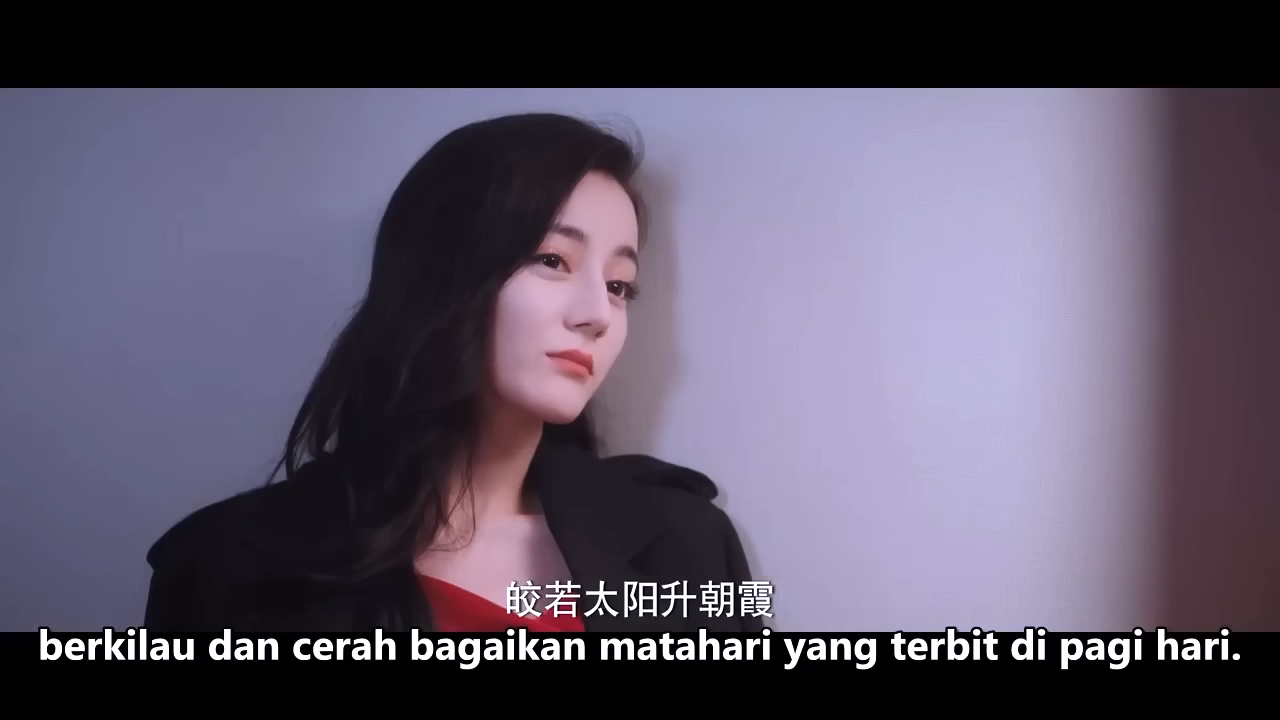 皎若太阳升朝霞
berkilau dan cerah bagaikan matahari yang terbit di pagi hari.